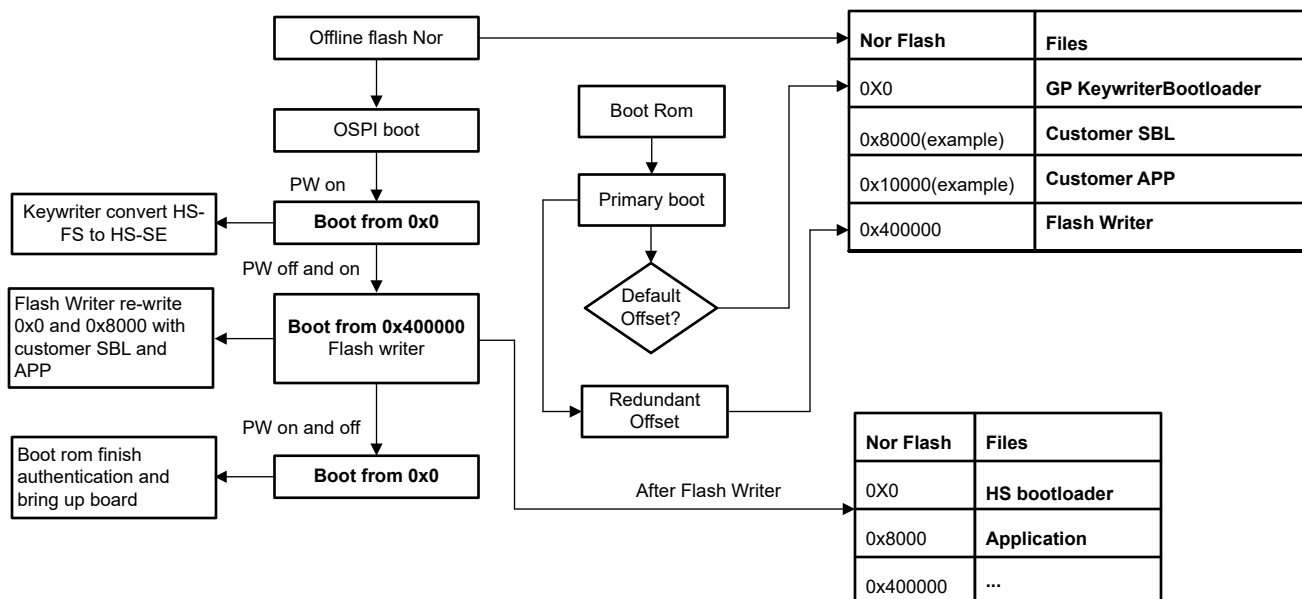 Offline flash Nor
OSPI boot
PW on
Boot from 0x0
Keywriter convert HS-
FS to HS-SE
PW off and on
Boot from 0x400000
Flash writer
Flash Writer re-write
0x0 and 0x8000 with
customer SBL and
APP
PW on and off
Boot from 0x0
Boot rom finish
authentication and
bring up board
Boot Rom
Primary boot
Default
Offset?
Redundant
Offset
After Flash Writer
Nor Flash Files
0X0 GP KeywriterBootloader
0x8000(example) Customer SBL
0x10000(example) Customer APP
0x400000 Flash Writer
Nor Flash Files
0X0 HS bootloader
0x8000 Application
0x400000 ...